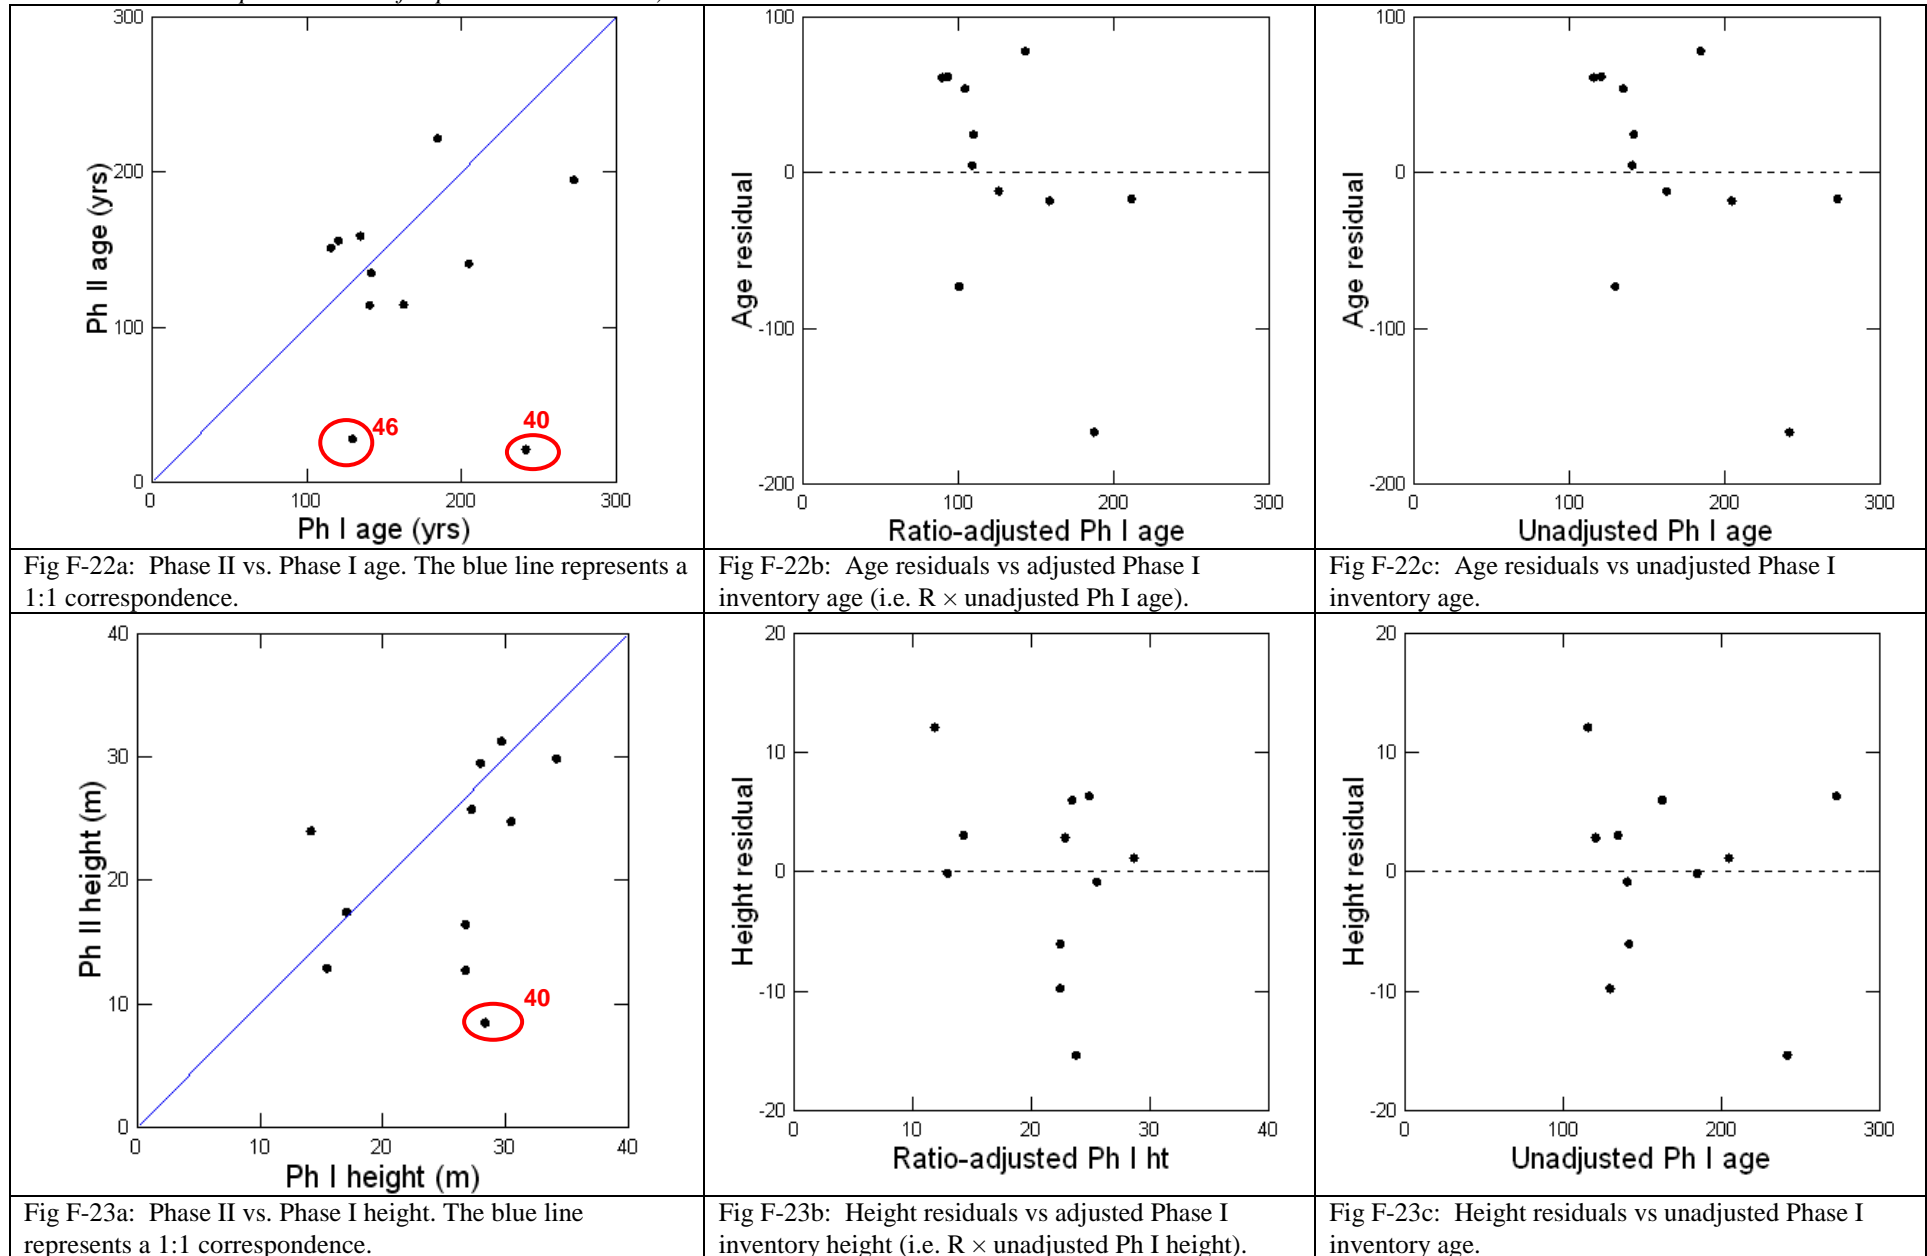 300
200
100
0
0
100
200
300
Ph II age (yrs)
Ph I age (yrs)
46
40
100
0
-100
-200
0
100
200
300
Age residual
Ratio-adjusted Ph I age
100
0
-100
-200
0
100
200
300
Age residual
Unadjusted Ph I age
Fig F-22a: Phase II vs. Phase I age. The blue line represents a
1:1 correspondence.
Fig F-22b: Age residuals vs adjusted Phase I
inventory age (i.e. R × unadjusted Ph I age).
Fig F-22c: Age residuals vs unadjusted Phase I
inventory age.
40
30
20
10
0
0
10
20
30
40
Ph II height (m)
Ph I height (m)
40
20
10
0
-10
-20
0
10
20
30
40
Height residual
Ratio-adjusted Ph I ht
20
10
0
-10
-20
0
100
200
300
Height residual
Unadjusted Ph I age
Fig F-23a: Phase II vs. Phase I height. The blue line
represents a 1:1 correspondence.
Fig F-23b: Height residuals vs adjusted Phase I
inventory height (i.e. R × unadjusted Ph I height).
Fig F-23c: Height residuals vs unadjusted Phase I
inventory age.